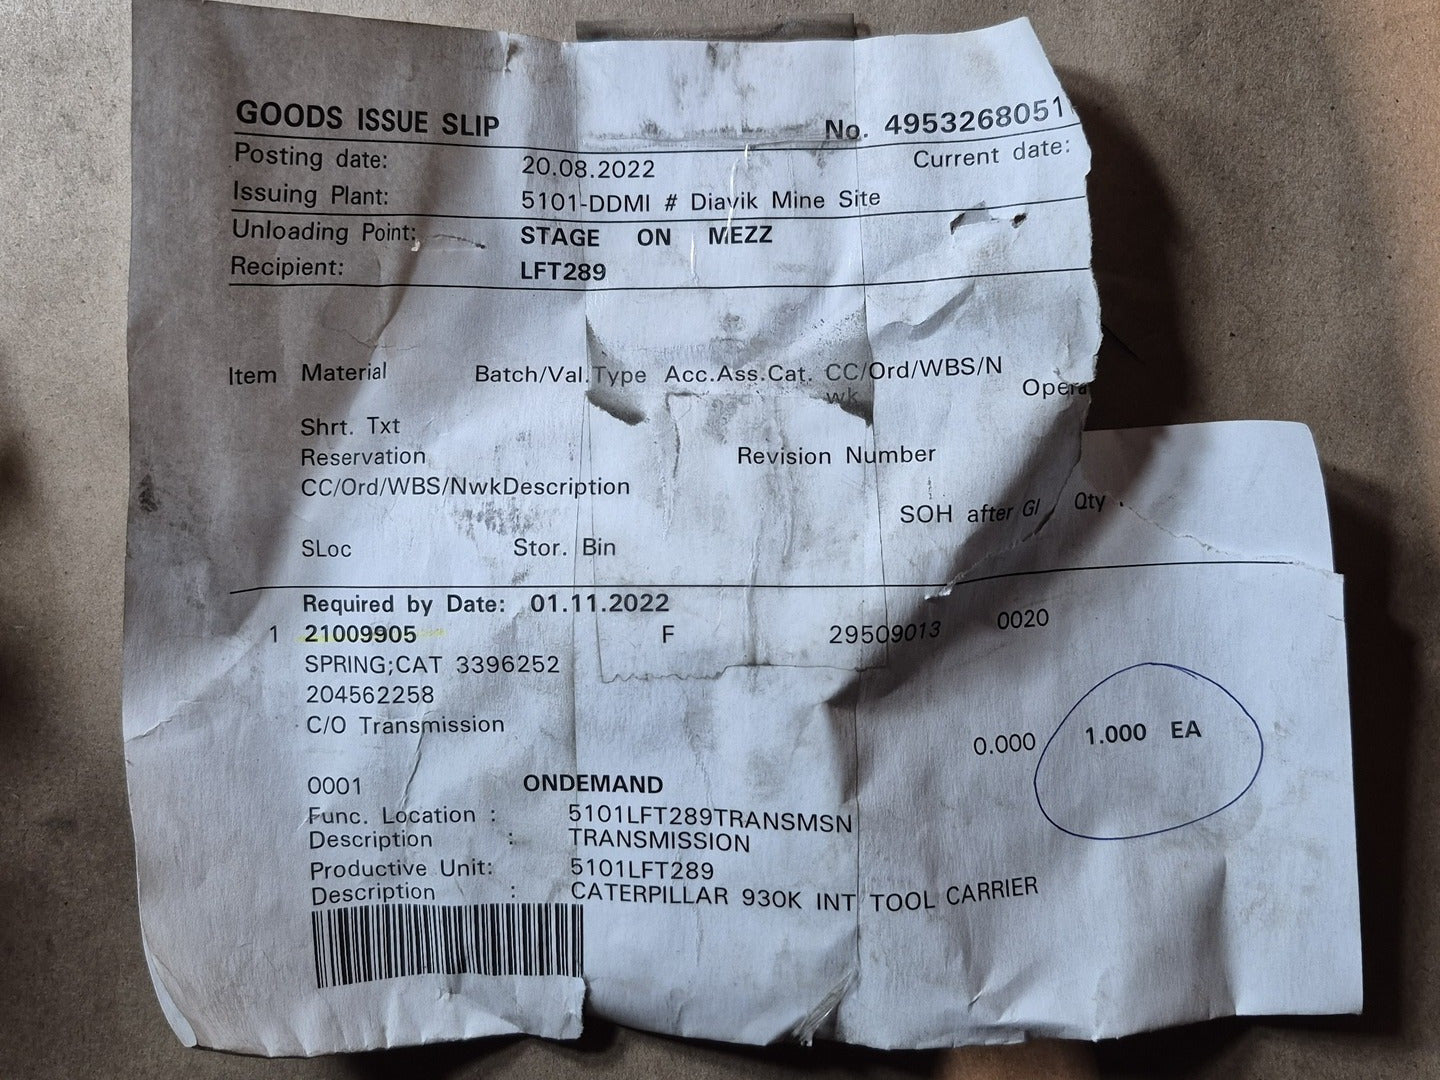 GOODS ISSUE SLIP No. 4953268051
Posting date: 20.08.2022 Current date:
Issuing Plant: 5101-DDMI # Diavik Mine Site
Unloading Point: STAGE ON MEZZ
Recipient: LFT289
Item Material Batch/Val.Type Acc.Ass.Cat. CC/Ord/WBS/N
wk Opera
Shrt. Txt
Reservation Revision Number
CC/Ord/WBS/NwkDescription
SOH after GI Qty
SLoc Stor. Bin
Required by Date: 01.11.2022
1 21009905 F 29509013 0020
SPRING;CAT 3396252
204562258
C/O Transmission
0.000 1.000 EA
0001 ONDEMAND
Func. Location : 5101LFT289TRANSMSN
Description : TRANSMISSION
Productive Unit: 5101LFT289
Description : CATERPILLAR 930K INT TOOL CARRIER